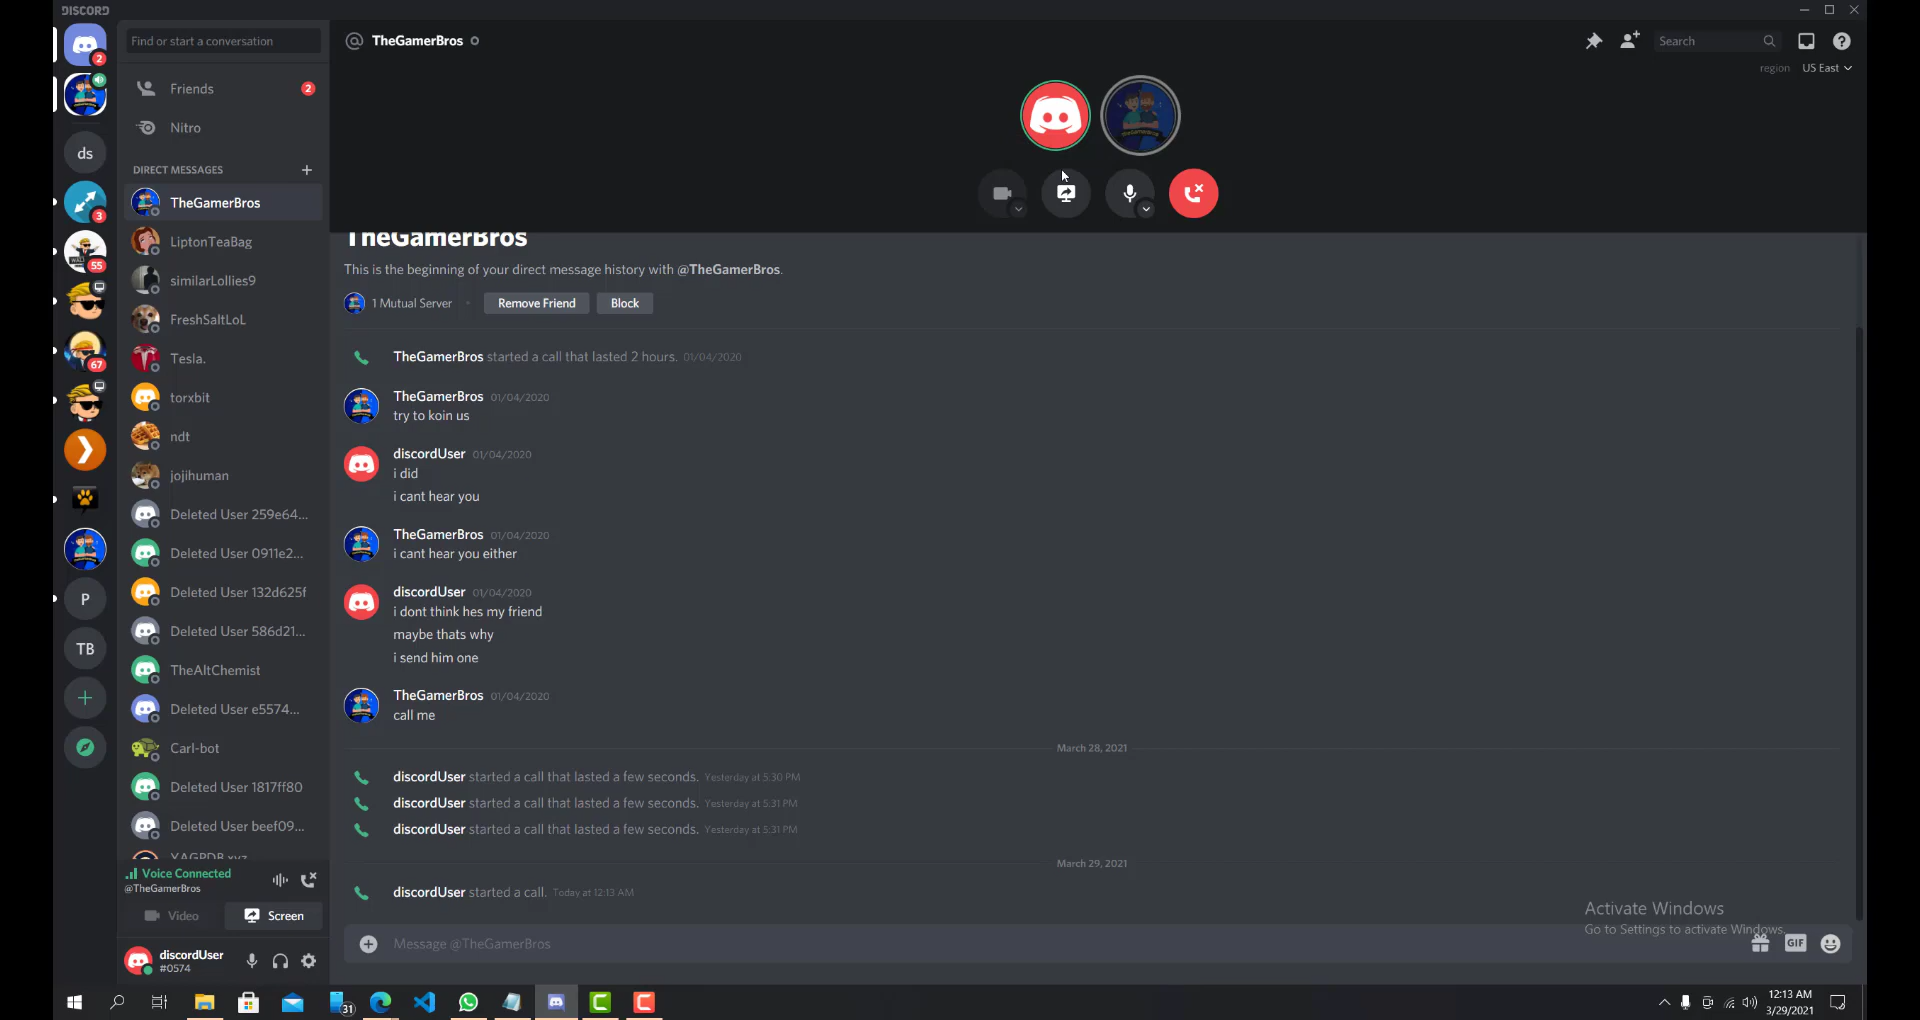 DISCORD
Find or start a conversation
@ TheGamerBros
Search
region US East
2
Friends 2
Nitro
DIRECT MESSAGES +
ds
TheGamerBros
3
LiptonTeaBag
55
similarLollies9
FreshSaltLoL
67
Tesla.
torxbit
ndt
jojihuman
Deleted User 259e64...
Deleted User 0911e2...
Deleted User 132d625f
P
Deleted User 586d21...
TB
TheAltChemist
Deleted User e5574...
Carl-bot
Deleted User 1817ff80
Deleted User beef09...
YAGPDB.xyz
Voice Connected
@TheGamerBros
Video Screen
discordUser
#0574
TheGamerBros
This is the beginning of your direct message history with @TheGamerBros.
1 Mutual Server Remove Friend Block
TheGamerBros started a call that lasted 2 hours. 01/04/2020
TheGamerBros 01/04/2020
try to koin us
discordUser 01/04/2020
i did
i cant hear you
TheGamerBros 01/04/2020
i cant hear you either
discordUser 01/04/2020
i dont think hes my friend
maybe thats why
i send him one
TheGamerBros 01/04/2020
call me
March 28, 2021
discordUser started a call that lasted a few seconds. Yesterday at 5:30 PM
discordUser started a call that lasted a few seconds. Yesterday at 5:31 PM
discordUser started a call that lasted a few seconds. Yesterday at 5:31 PM
March 29, 2021
discordUser started a call. Today at 12:13 AM
Message @TheGamerBros
GIF
Activate Windows
Go to Settings to activate Windows.
31
12:13 AM
3/29/2021